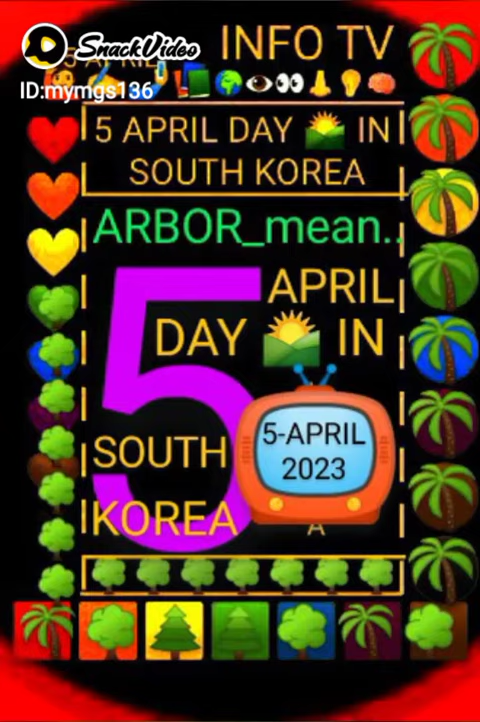 SnackVideo
INFO TV
ID:mymgs136
5 APRIL DAY IN
SOUTH KOREA
ARBOR_mean..
5
APRIL
DAY IN
SOUTH
KOREA
5-APRIL
2023
A